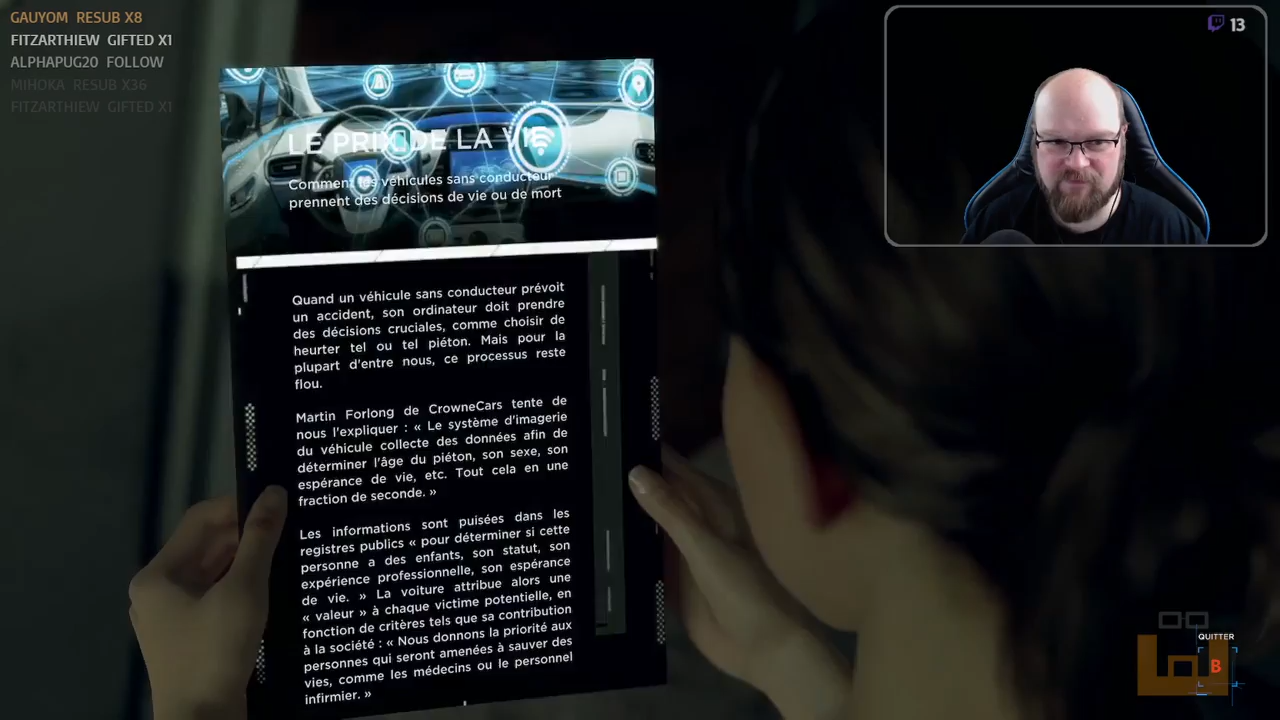 GAUYOM RESUB X8
FITZARTHIEW GIFTED X1
ALPHAPUG20 FOLLOW
MIHOKA RESUB X36
FITZARTHIEW GIFTED X1
13
LE PRIX DE LA VIE
Comment les véhicules sans conducteur
prennent des décisions de vie ou de mort
Quand un véhicule sans conducteur prévoit
un accident, son ordinateur doit prendre
des décisions cruciales, comme choisir de
heurter tel ou tel piéton. Mais pour la
plupart d'entre nous, ce processus reste
flou.
Martin Forlong de CrowneCars tente de
nous l'expliquer : « Le système d'imagerie
du véhicule collecte des données afin de
déterminer l'âge du piéton, son sexe, son
espérance de vie, etc. Tout cela en une
fraction de seconde. »
Les informations sont puisées dans les
registres publics « pour déterminer si cette
personne a des enfants, son statut, son
expérience professionnelle, son espérance
de vie. » La voiture attribue alors une
« valeur » à chaque victime potentielle, en
fonction de critères tels que sa contribution
à la société : « Nous donnons la priorité aux
personnes qui seront amenées à sauver des
vies, comme les médecins ou le personnel
infirmier. »
QUITTER
B